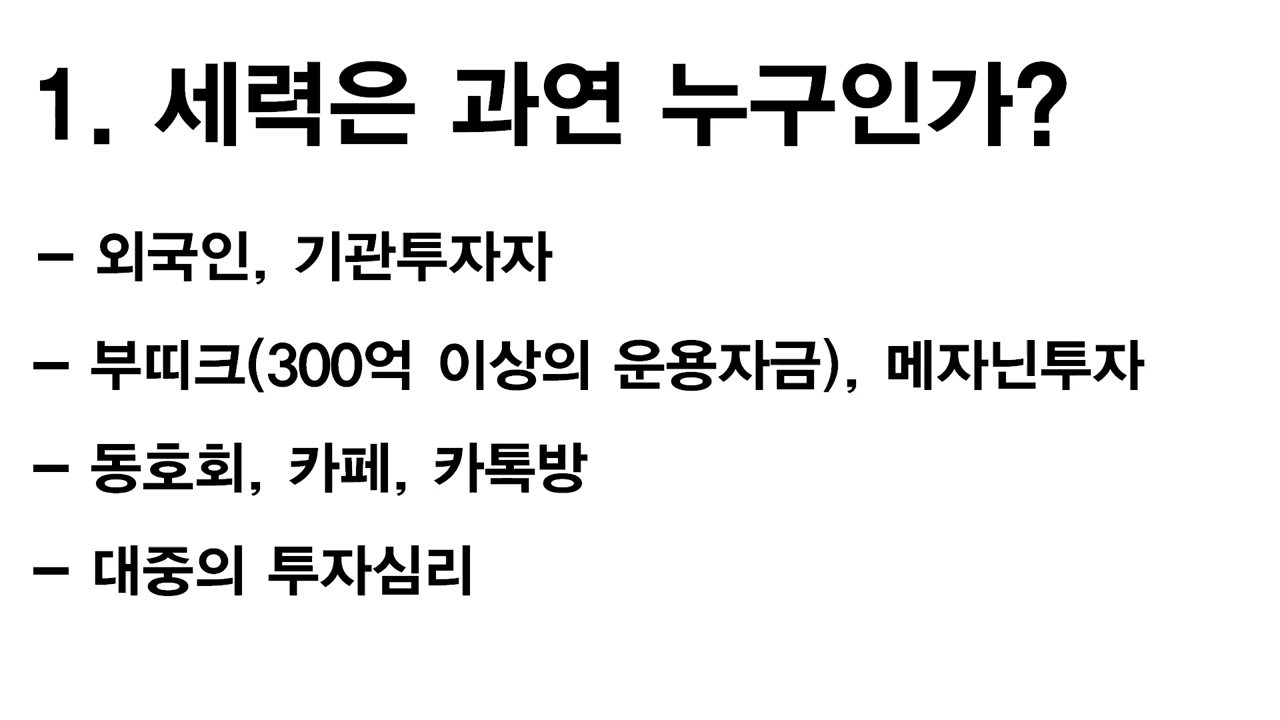 1. 세력은 과연 누구인가?
- 외국인, 기관투자자
- 부띠크(300억 이상의 운용자금), 메자닌투자
- 동호회, 카페, 카톡방
- 대중의 투자심리